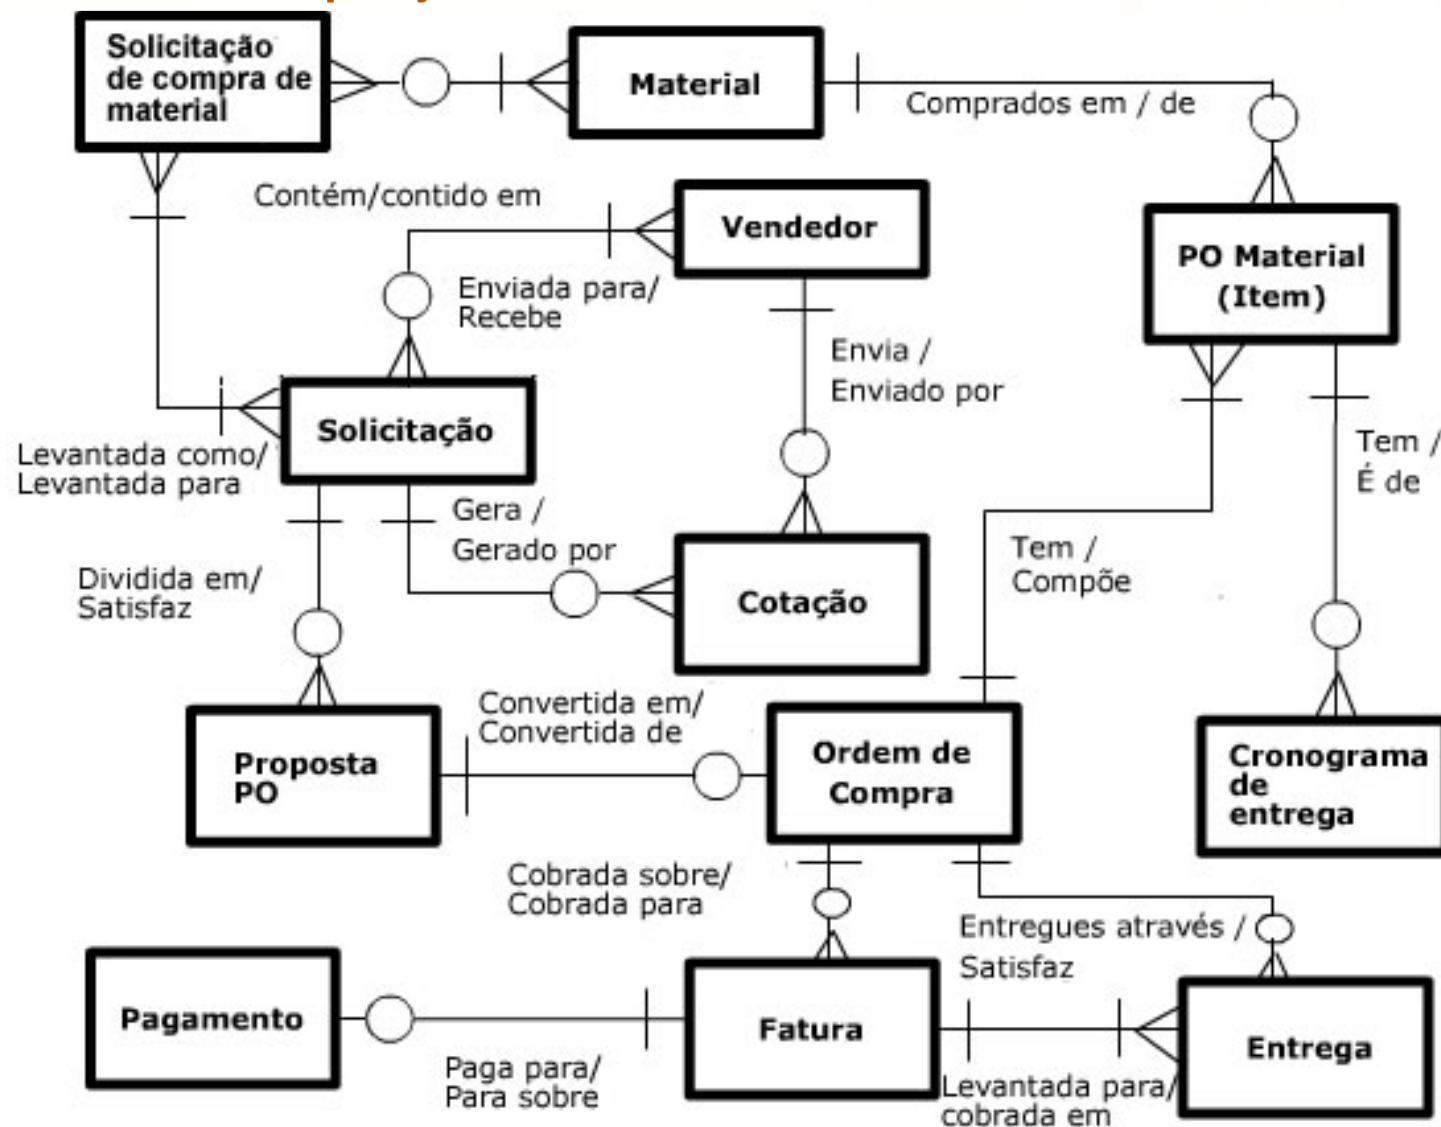 Solicitação
de compra de
material
Material
Comprados em / de
Contém/contido em
Vendedor
PO Material
(Item)
Enviada para/
Recebe
Envia /
Enviado por
Solicitação
Levantada como/
Levantada para
Tem /
É de
Gera /
Gerado por
Tem /
Compõe
Dividida em/
Satisfaz
Cotação
Convertida em/
Convertida de
Proposta
PO
Ordem de
Compra
Cronograma
de
entrega
Cobrada sobre/
Cobrada para
Entregues através /
Satisfaz
Pagamento
Fatura
Entrega
Paga para/
Para sobre
Levantada para/
cobrada em